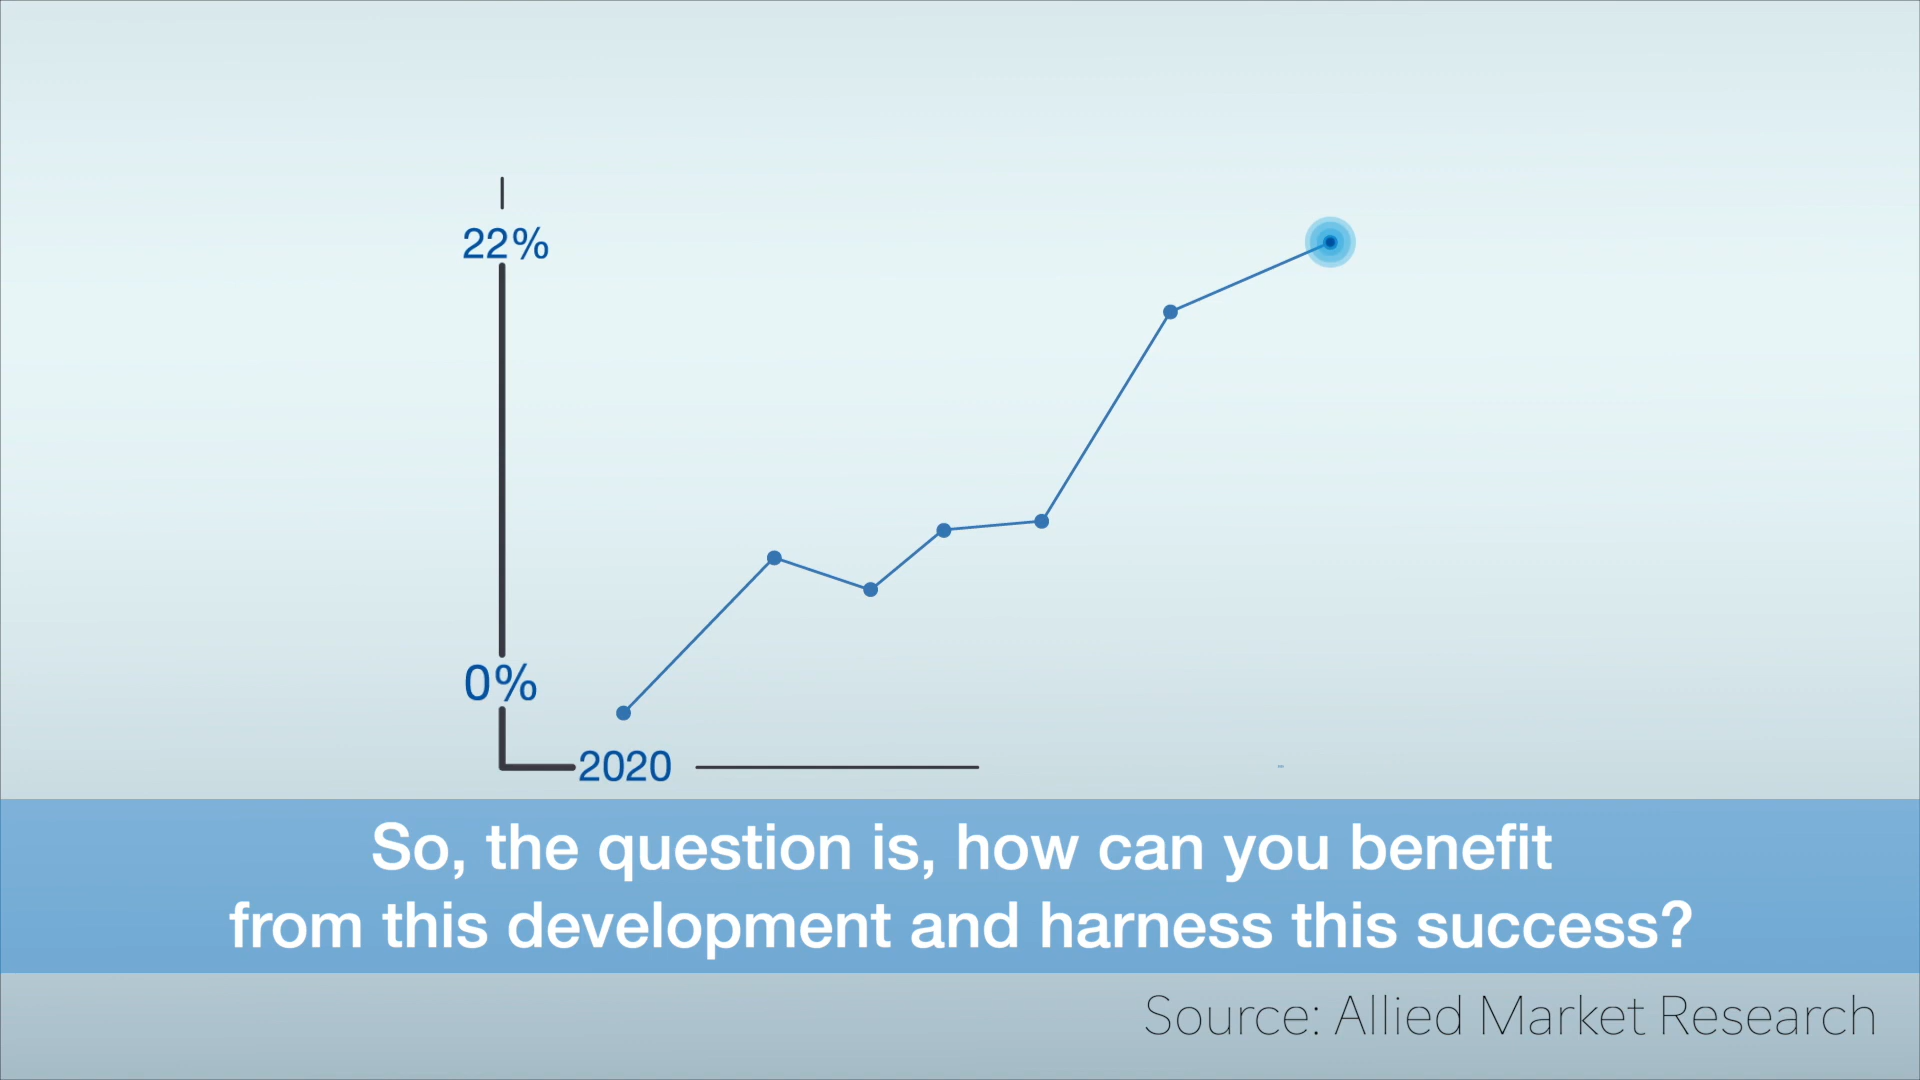 22%
0%
2020
So, the question is, how can you benefit
from this development and harness this success?
Source: Allied Market Research